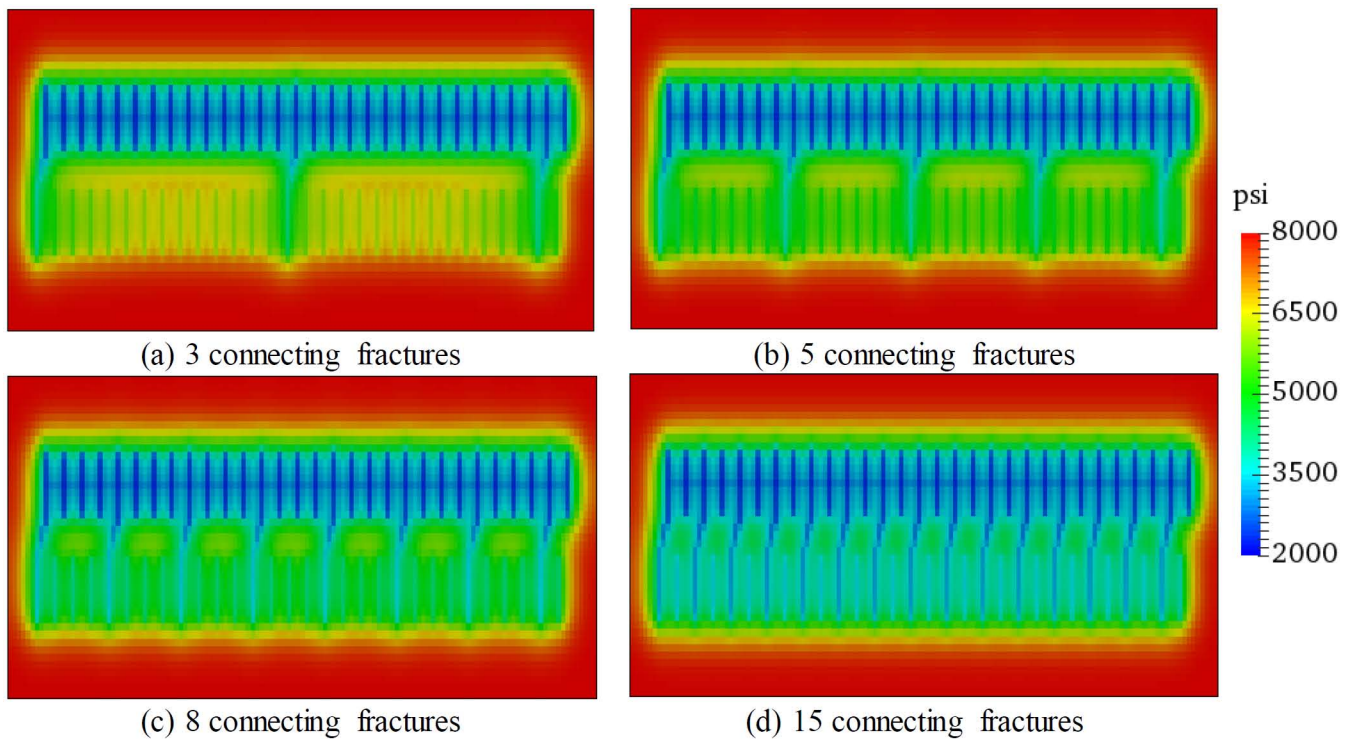 psi
8000
6500
5000
3500
2000
(a) 3 connecting fractures
(b) 5 connecting fractures
(c) 8 connecting fractures
(d) 15 connecting fractures